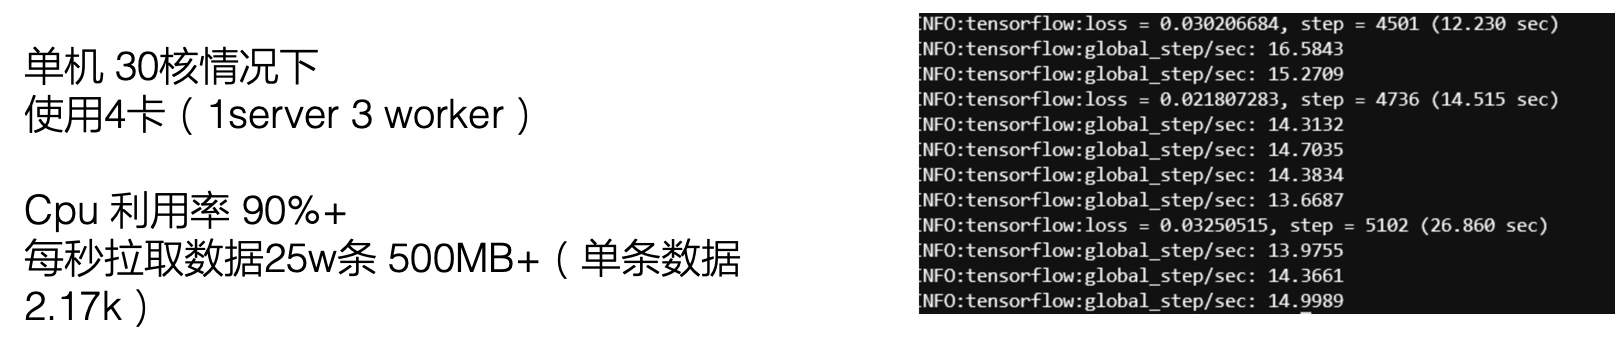 单机 30核情况下
使用4卡（1server 3 worker）
Cpu 利用率 90%+
每秒拉取数据25w条 500MB+（单条数据
2.17k）
INFO:tensorflow:loss = 0.030206684, step = 4501 (12.230 sec)
INFO:tensorflow:global_step/sec: 16.5843
INFO:tensorflow:global_step/sec: 15.2709
INFO:tensorflow:loss = 0.021807283, step = 4736 (14.515 sec)
INFO:tensorflow:global_step/sec: 14.3132
INFO:tensorflow:global_step/sec: 14.7035
INFO:tensorflow:global_step/sec: 14.3834
INFO:tensorflow:global_step/sec: 13.6687
INFO:tensorflow:loss = 0.03250515, step = 5102 (26.860 sec)
INFO:tensorflow:global_step/sec: 13.9755
INFO:tensorflow:global_step/sec: 14.3661
INFO:tensorflow:global_step/sec: 14.9989